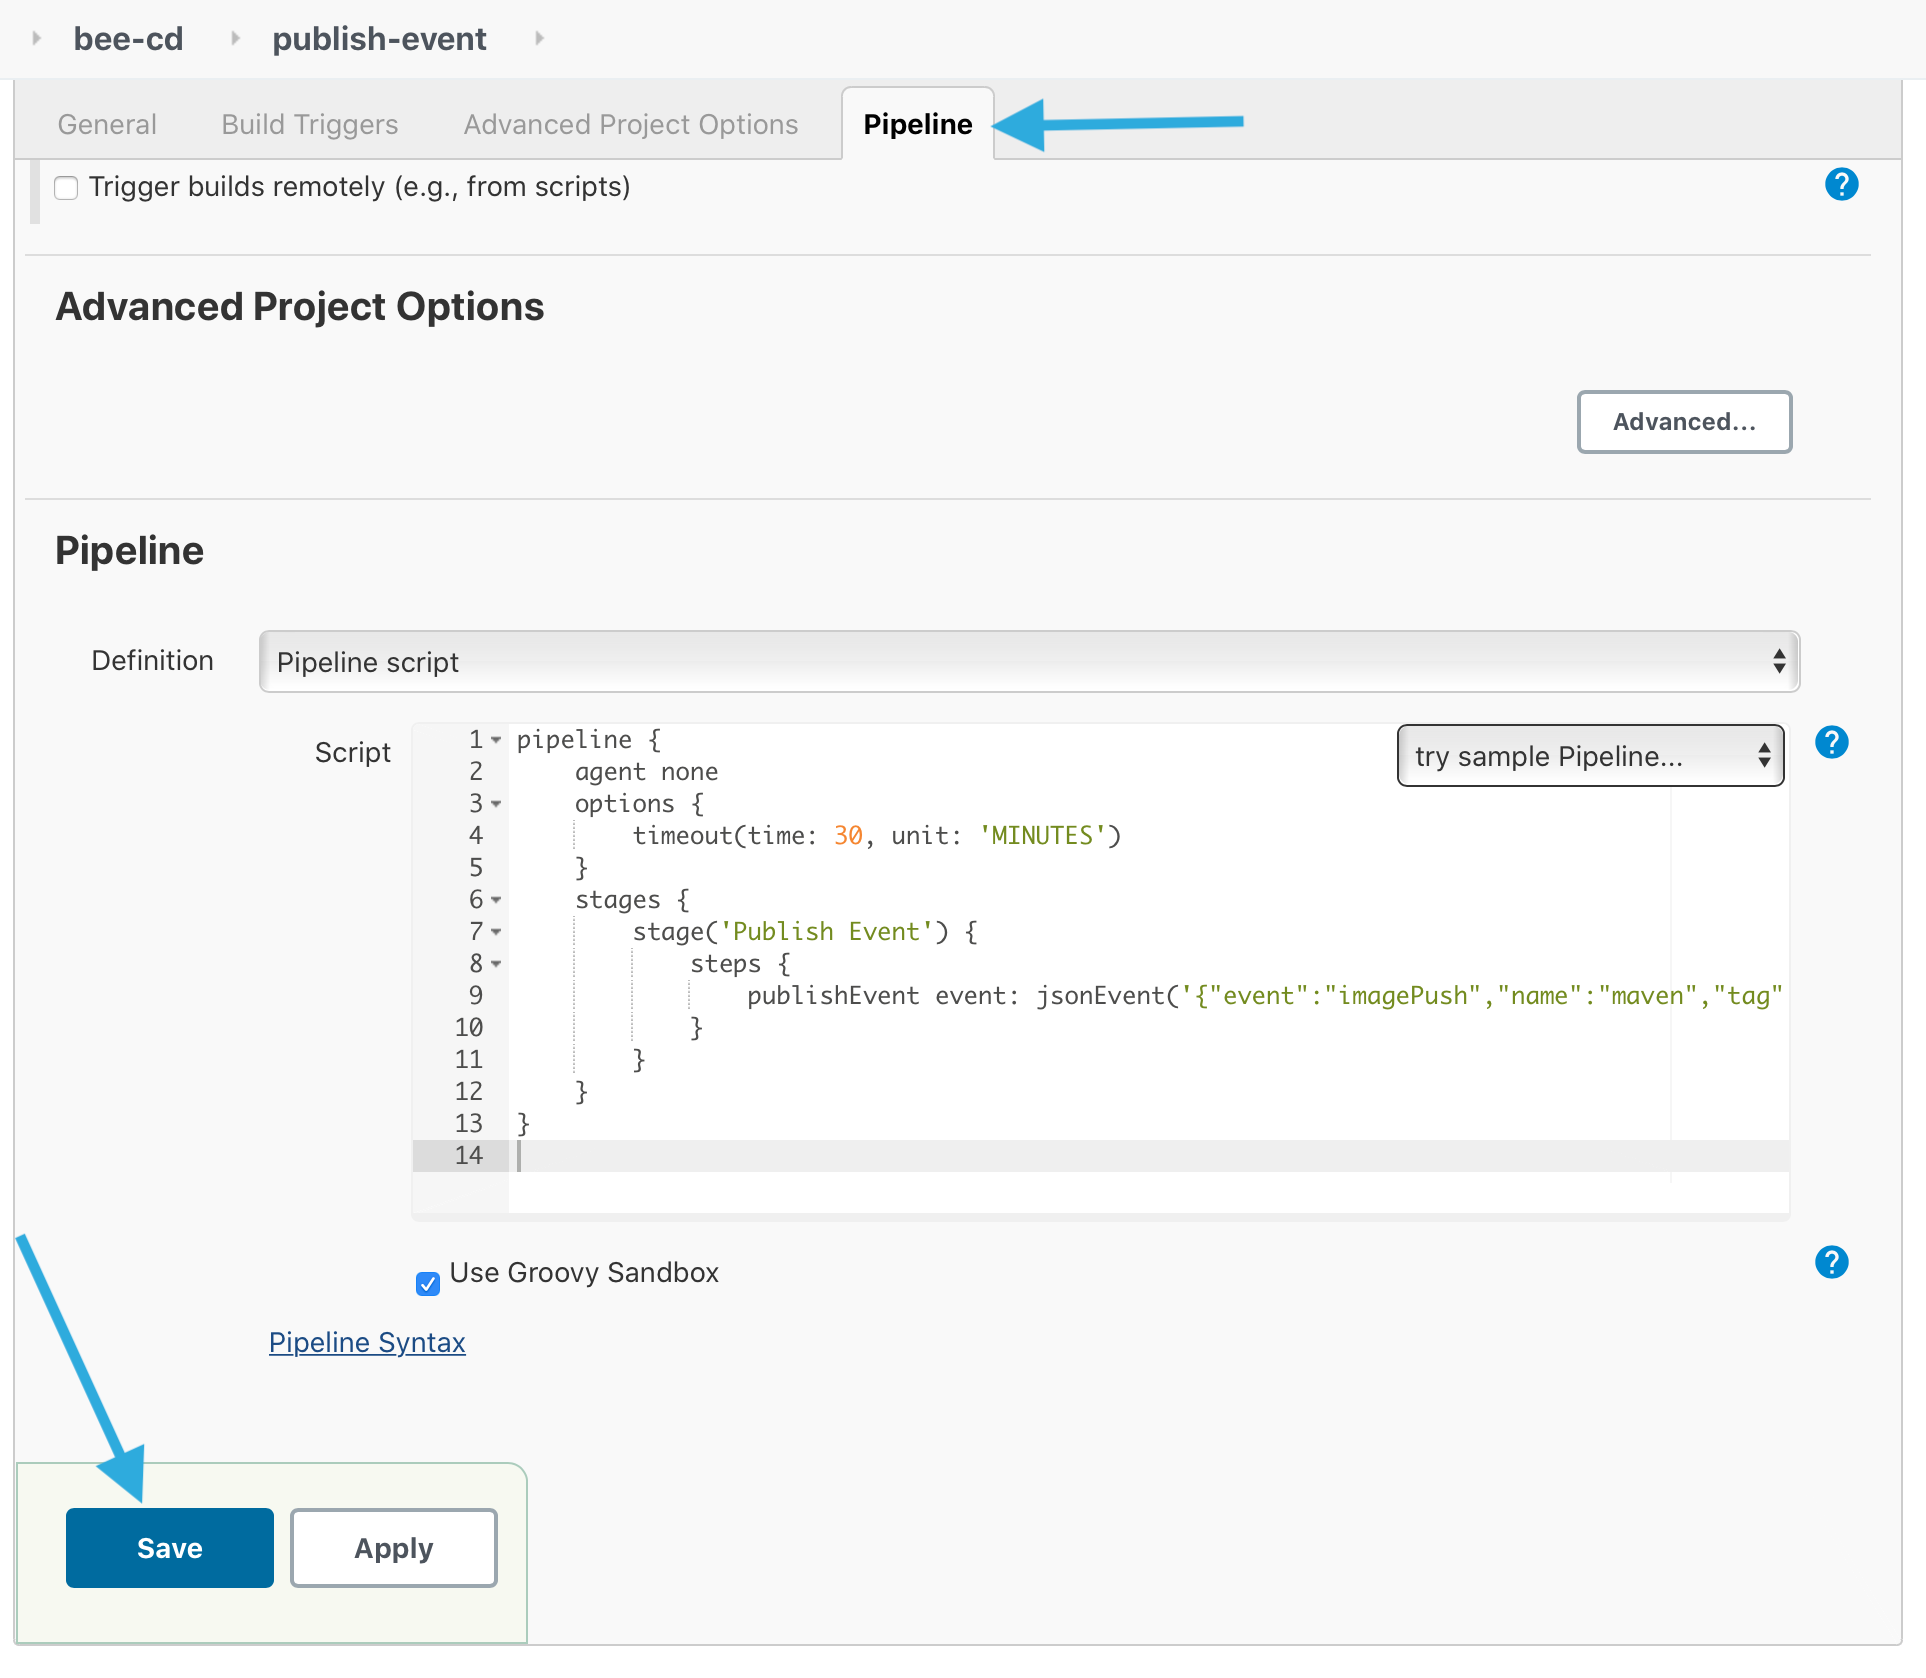 bee-cd publish-event
General Build Triggers Advanced Project Options Pipeline
Trigger builds remotely (e.g., from scripts)
?
Advanced Project Options
Advanced...
Pipeline
Definition Pipeline script
Script
try sample Pipeline...
?
1 pipeline {
2     agent none
3     options {
4         timeout(time: 30, unit: 'MINUTES')
5     }
6     stages {
7         stage('Publish Event') {
8             steps {
9                 publishEvent event: jsonEvent('{"event":"imagePush","name":"maven","tag"
10             }
11         }
12     }
13 }
14
Use Groovy Sandbox
?
Pipeline Syntax
Save Apply